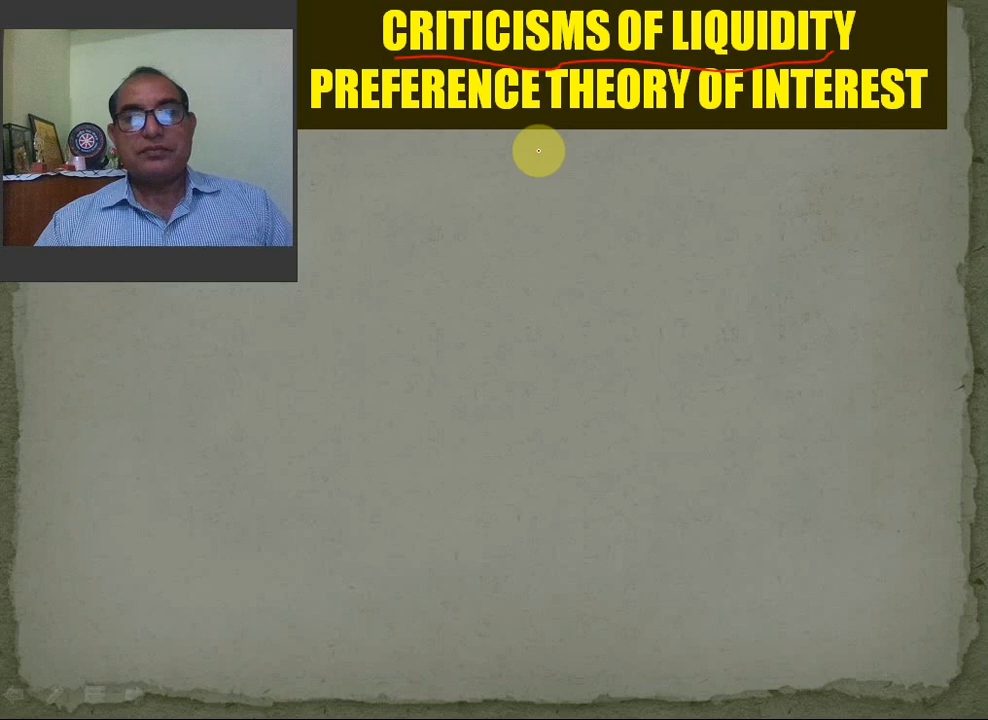 CRITICISMS OF LIQUIDITY
PREFERENCE THEORY OF INTEREST